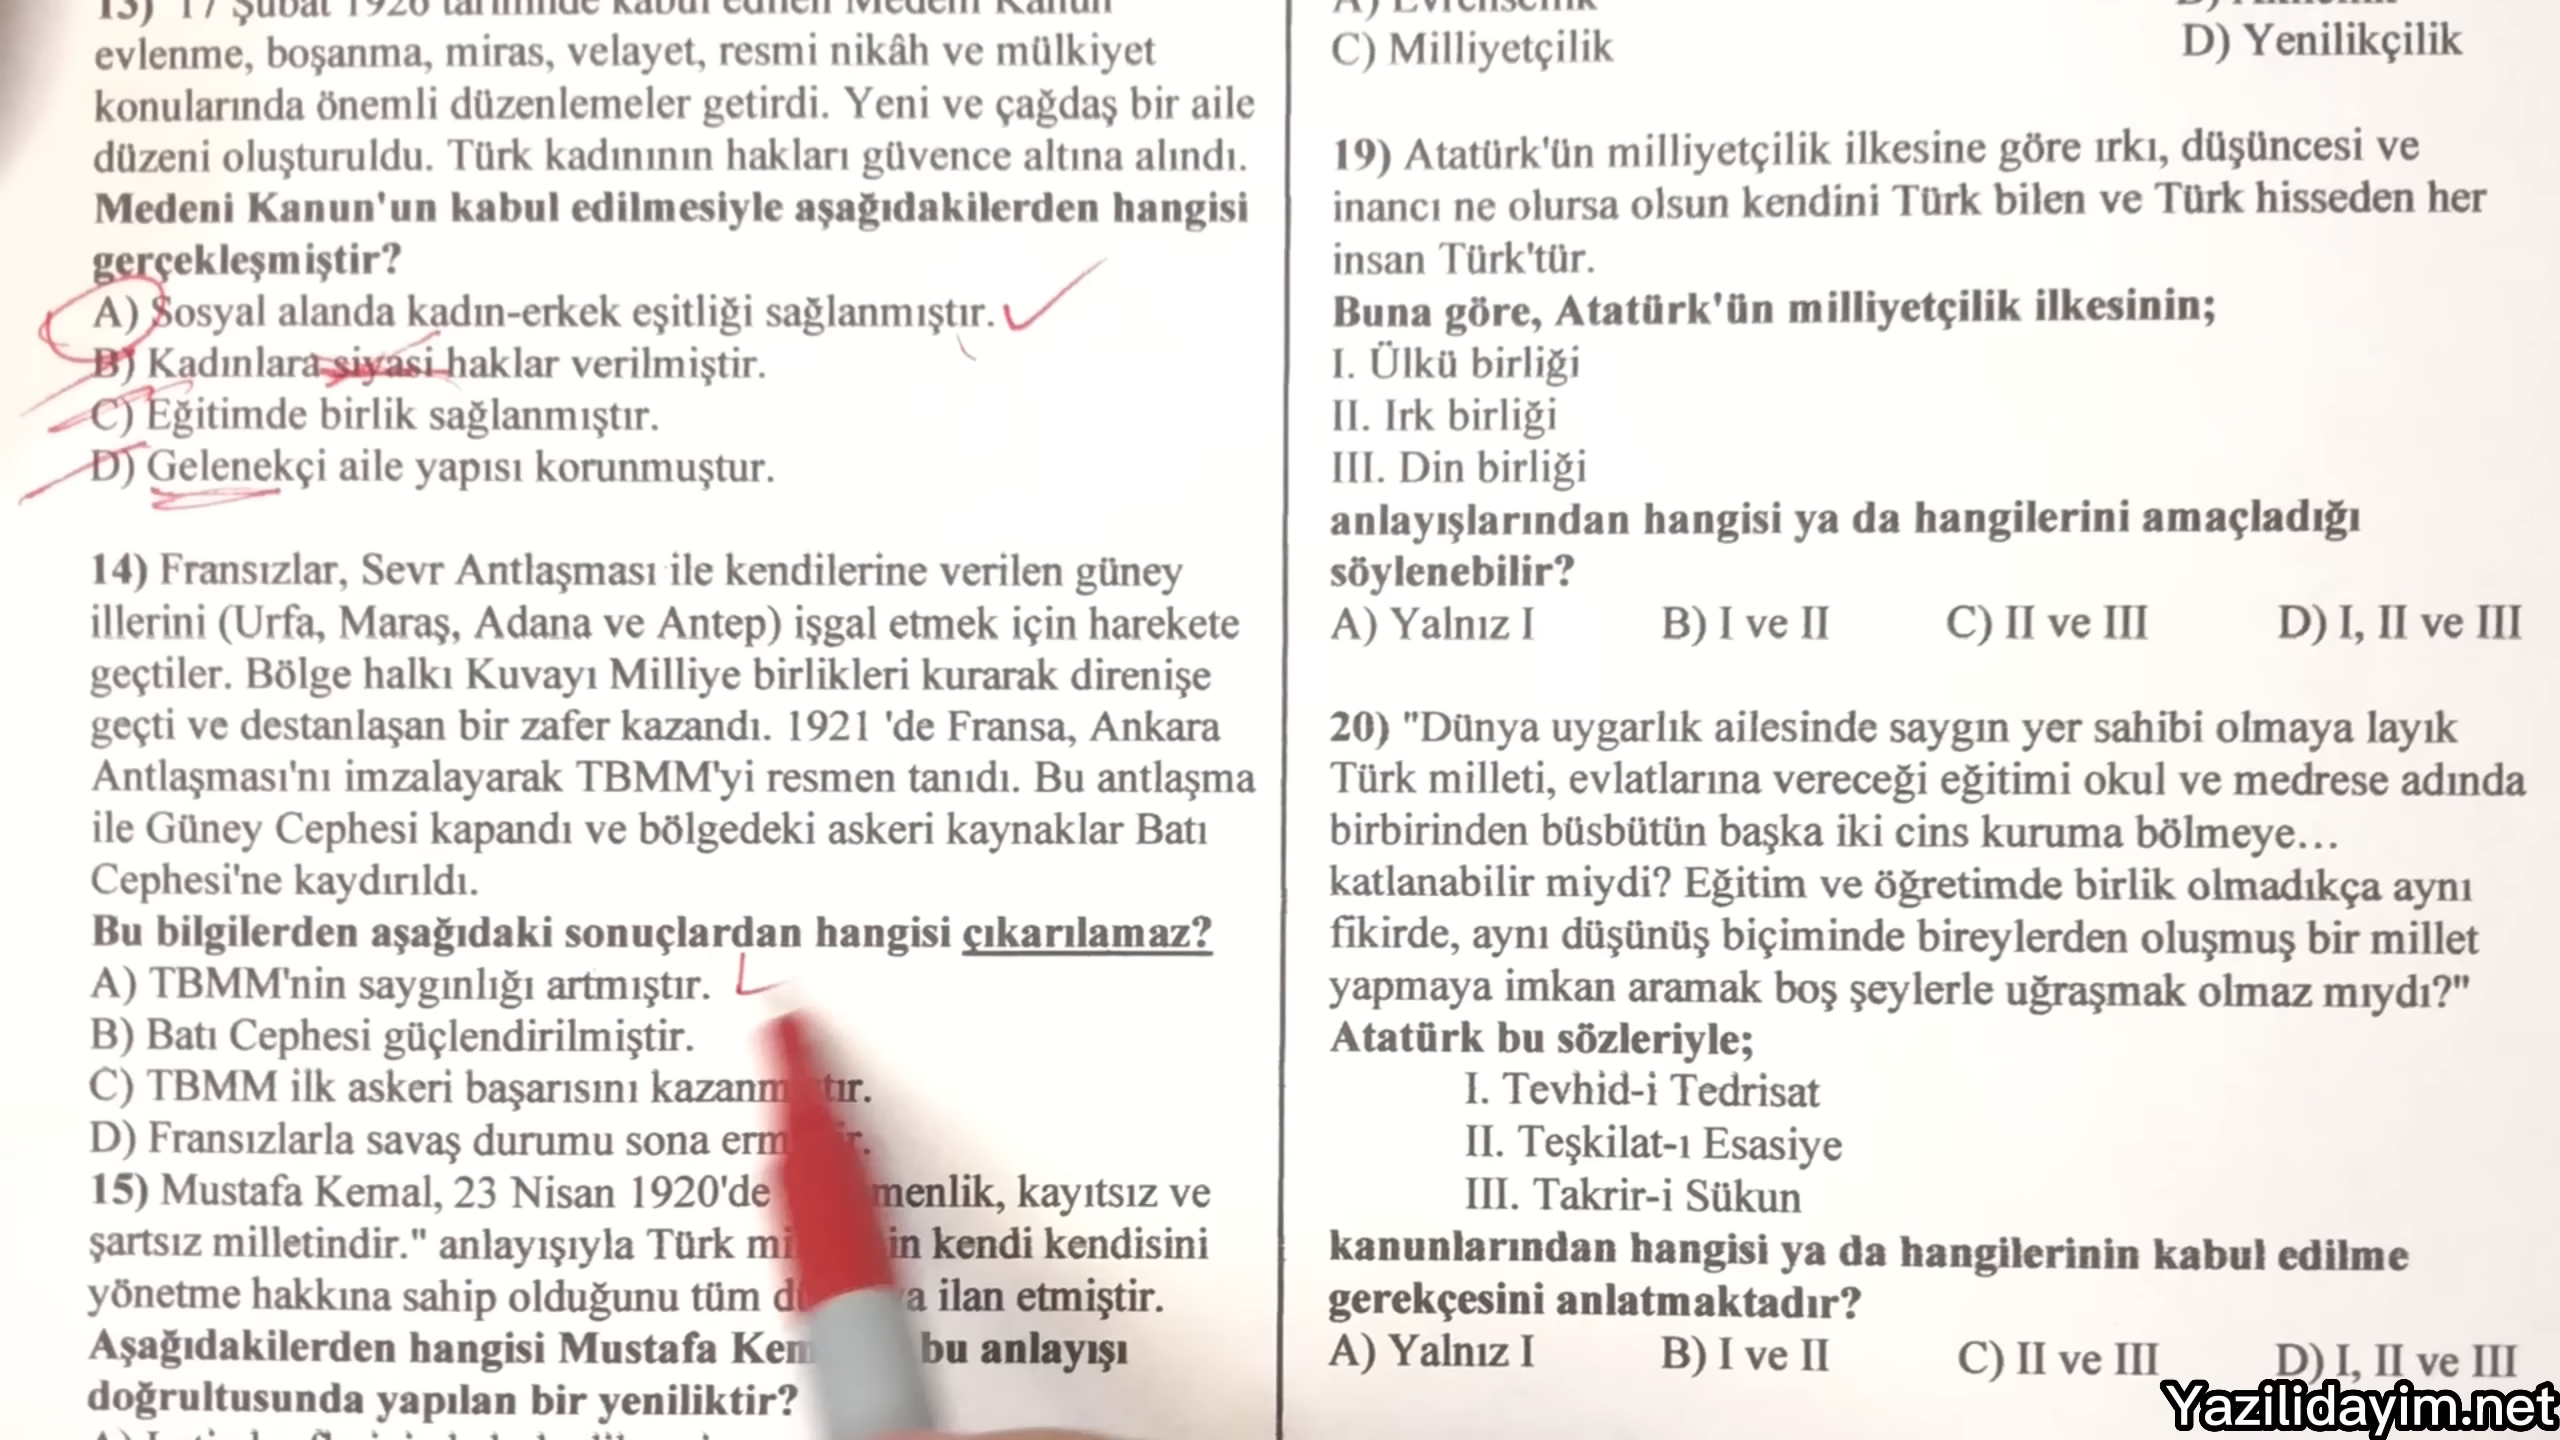 13) 17 Şubat 1926 tarihinde kabul edilen Medeni Kanun
evlenme, boşanma, miras, velayet, resmi nikâh ve mülkiyet
konularında önemli düzenlemeler getirdi. Yeni ve çağdaş bir aile
düzeni oluşturuldu. Türk kadınının hakları güvence altına alındı.
Medeni Kanun'un kabul edilmesiyle aşağıdakilerden hangisi
gerçekleşmiştir?
A) Sosyal alanda kadın-erkek eşitliği sağlanmıştır.
B) Kadınlara siyasi haklar verilmiştir.
C) Eğitimde birlik sağlanmıştır.
D) Gelenekçi aile yapısı korunmuştur.
14) Fransızlar, Sevr Antlaşması ile kendilerine verilen güney
illerini (Urfa, Maraş, Adana ve Antep) işgal etmek için harekete
geçtiler. Bölge halkı Kuvayı Milliye birlikleri kurarak direnişe
geçti ve destanlaşan bir zafer kazandı. 1921 'de Fransa, Ankara
Antlaşması'nı imzalayarak TBMM'yi resmen tanıdı. Bu antlaşma
ile Güney Cephesi kapandı ve bölgedeki askeri kaynaklar Batı
Cephesi'ne kaydırıldı.
Bu bilgilerden aşağıdaki sonuçlardan hangisi çıkarılamaz?
A) TBMM'nin saygınlığı artmıştır.
B) Batı Cephesi güçlendirilmiştir.
C) TBMM ilk askeri başarısını
D) Fransızlarla savaş durumu sona
15) Mustafa Kemal, 23 Nisan 1920'de kayıtsız ve
şartsız milletindir." anlayışıyla Türk kendi kendisini
yönetme hakkına sahip olduğunu tüm ilan etmiştir.
Aşağıdakilerden hangisi Mustafa bu anlayışı
doğrultusunda yapılan bir yeniliktir?
C) Milliyetçilik
D) Yenilikçilik
19) Atatürk'ün milliyetçilik ilkesine göre ırkı, düşüncesi ve
inancı ne olursa olsun kendini Türk bilen ve Türk hisseden her
insan Türk'tür.
Buna göre, Atatürk'ün milliyetçilik ilkesinin;
I. Ülkü birliği
II. Irk birliği
III. Din birliği
anlayışlarından hangisi ya da hangilerini amaçladığı
söylenebilir?
A) Yalnız I B) I ve II C) II ve III D) I, II ve III
20) "Dünya uygarlık ailesinde saygın yer sahibi olmaya layık
Türk milleti, evlatlarına vereceği eğitimi okul ve medrese adında
birbirinden büsbütün başka iki cins kuruma bölmeye...
katlanabilir miydi? Eğitim ve öğretimde birlik olmadıkça aynı
fikirde, aynı düşünüş biçiminde bireylerden oluşmuş bir millet
yapmaya imkan aramak boş şeylerle uğraşmak olmaz mıydı?"
Atatürk bu sözleriyle;
I. Tevhid-i Tedrisat
II. Teşkilat-ı Esasiye
III. Takrir-i Sükun
kanunlarından hangisi ya da hangilerinin kabul edilme
gerekçesini anlatmaktadır?
A) Yalnız I B) I ve II C) II ve III D) I, II ve III
Yazilidayim.net